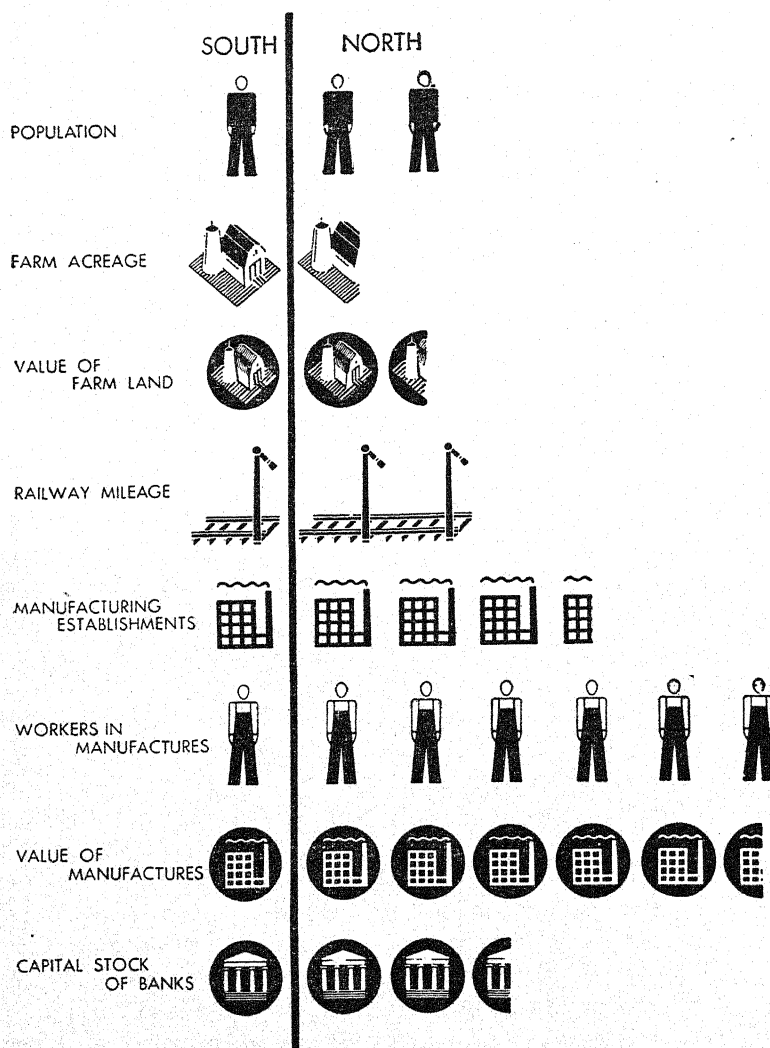 SOUTH NORTH
POPULATION
FARM ACREAGE
VALUE OF
FARM LAND
RAILWAY MILEAGE
MANUFACTURING
ESTABLISHMENTS
WORKERS IN
MANUFACTURES
VALUE OF
MANUFACTURES
CAPITAL STOCK
OF BANKS